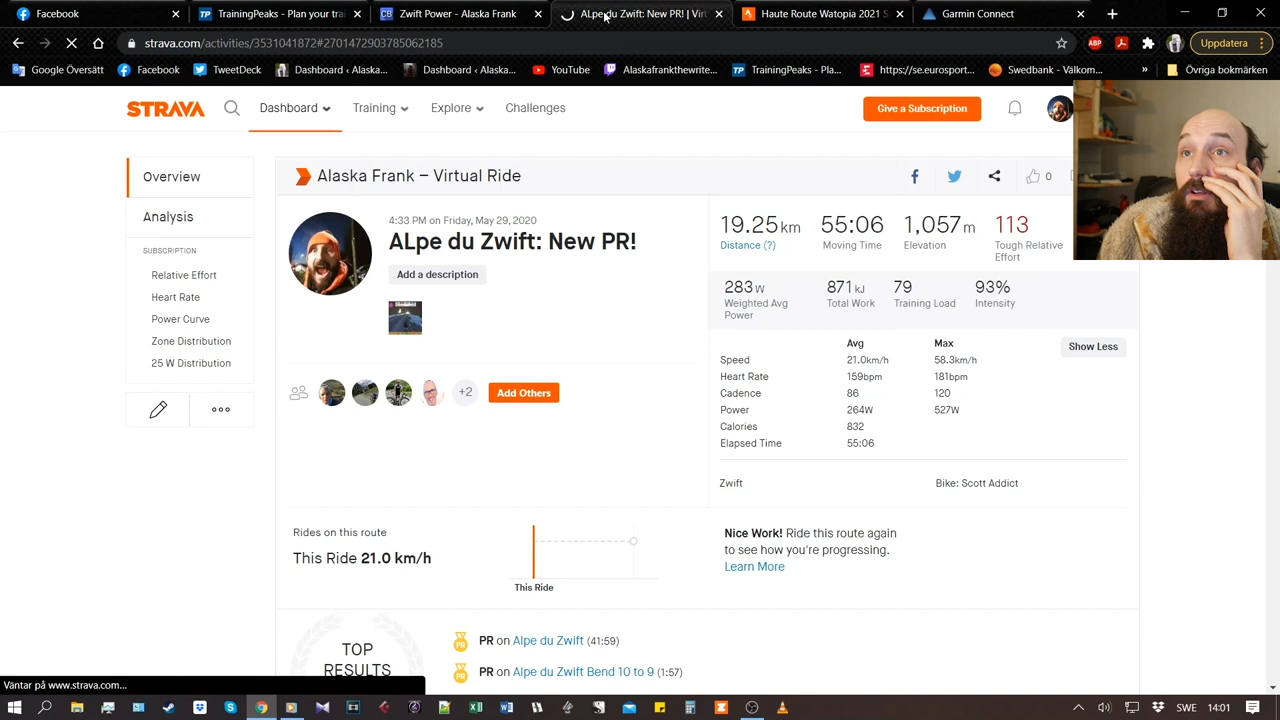 Facebook
TrainingPeaks - Plan your trai
Zwift Power - Alaska Frank
ALpe du Zwift: New PR! | Virt
Haute Route Watopia 2021 S
Garmin Connect
strava.com/activities/3531041872#2701472903785062185
ABP
Uppdatera
Google Översätt
Facebook
TweetDeck
Dashboard ‹ Alaska...
Dashboard ‹ Alaska...
YouTube
Alaskafrankthewrite...
TrainingPeaks - Pla...
https://se.eurosport...
Swedbank - Välkom...
»
Övriga bokmärken
STRAVA
Dashboard
Training
Explore
Challenges
Give a Subscription
Overview
Analysis
SUBSCRIPTION
Relative Effort
Heart Rate
Power Curve
Zone Distribution
25 W Distribution
Alaska Frank – Virtual Ride
0
4:33 PM on Friday, May 29, 2020
ALpe du Zwift: New PR!
Add a description
+2
Add Others
19.25 km 55:06 1,057 m 113
Distance (?) Moving Time Elevation Tough Relative
Effort
283 W 871 kJ 79 93%
Weighted Avg Total Work Training Load Intensity
Power
Avg Max
Show Less
Speed 21.0km/h 58.3km/h
Heart Rate 159bpm 181bpm
Cadence 86 120
Power 264W 527W
Calories 832
Elapsed Time 55:06
Zwift
Bike: Scott Addict
Rides on this route
This Ride 21.0 km/h
This Ride
Nice Work! Ride this route again
to see how you're progressing.
Learn More
TOP
RESULTS
PR on Alpe du Zwift (41:59)
PR on Alpe du Zwift Bend 10 to 9 (1:57)
Väntar på www.strava.com...
SWE
14:01